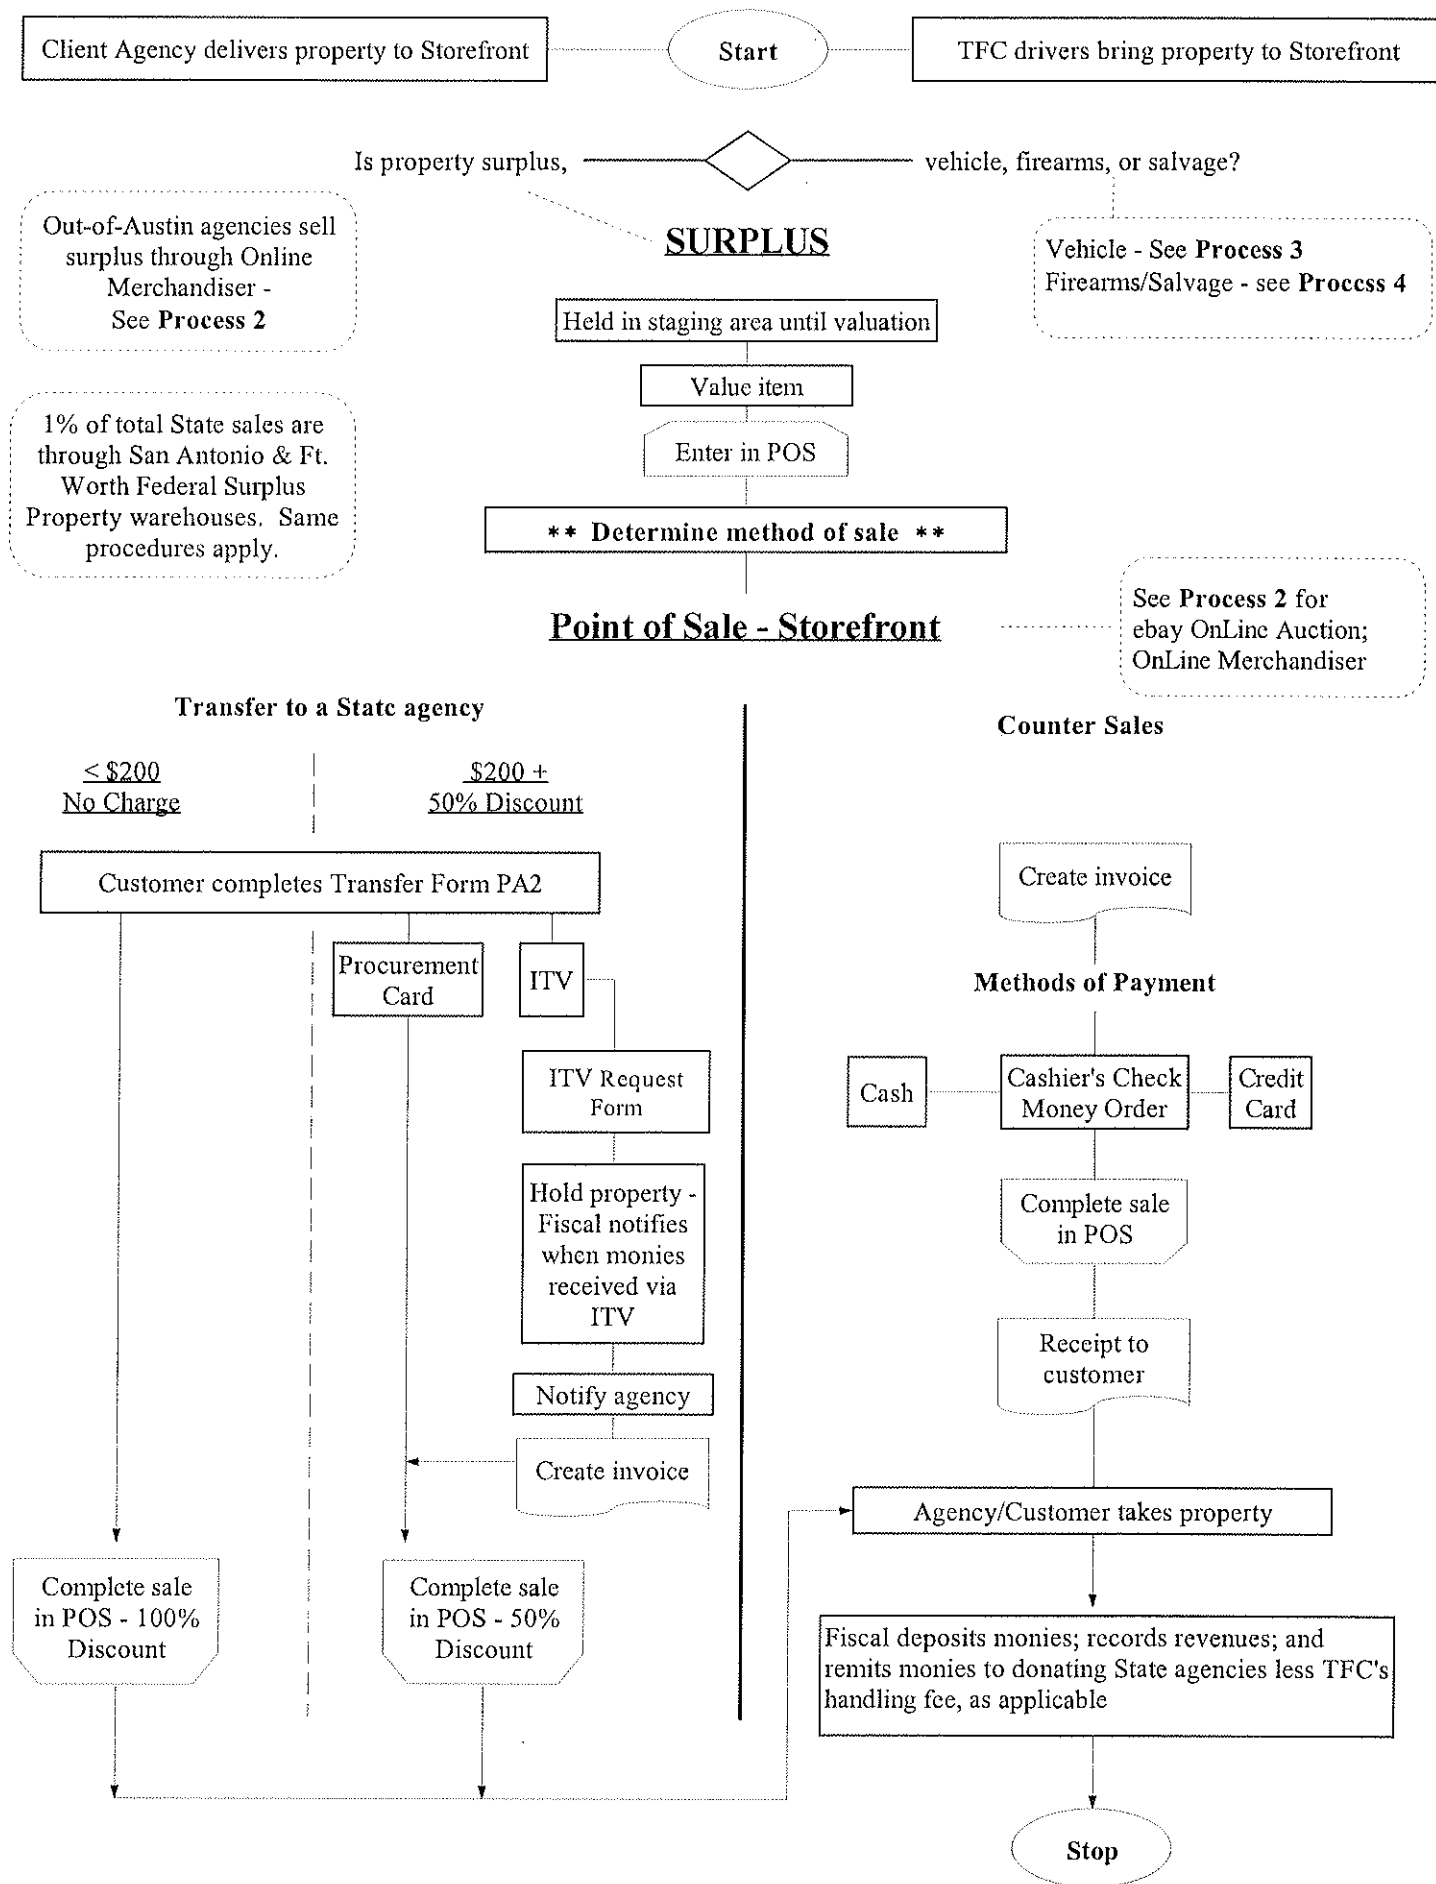 Client Agency delivers property to Storefront
Start
TFC drivers bring property to Storefront
Is property surplus,
vehicle, firearms, or salvage?
Out-of-Austin agencies sell
surplus through Online
Merchandiser -
See Process 2
SURPLUS
Vehicle - See Process 3
Firearms/Salvage - see Process 4
Held in staging area until valuation
Value item
1% of total State sales are
through San Antonio & Ft.
Worth Federal Surplus
Property warehouses. Same
procedures apply.
Enter in POS
** Determine method of sale **
See Process 2 for
ebay OnLine Auction;
OnLine Merchandiser
Point of Sale - Storefront
Transfer to a State agency
Counter Sales
< $200
No Charge
$200 +
50% Discount
Customer completes Transfer Form PA2
Create invoice
Procurement
Card
ITV
Methods of Payment
ITV Request
Form
Cash
Cashier's Check
Money Order
Credit
Card
Hold property -
Fiscal notifies
when monies
received via
ITV
Complete sale
in POS
Receipt to
customer
Notify agency
Create invoice
Agency/Customer takes property
Complete sale
in POS - 100%
Discount
Complete sale
in POS - 50%
Discount
Fiscal deposits monies; records revenues; and
remits monies to donating State agencies less TFC's
handling fee, as applicable
Stop